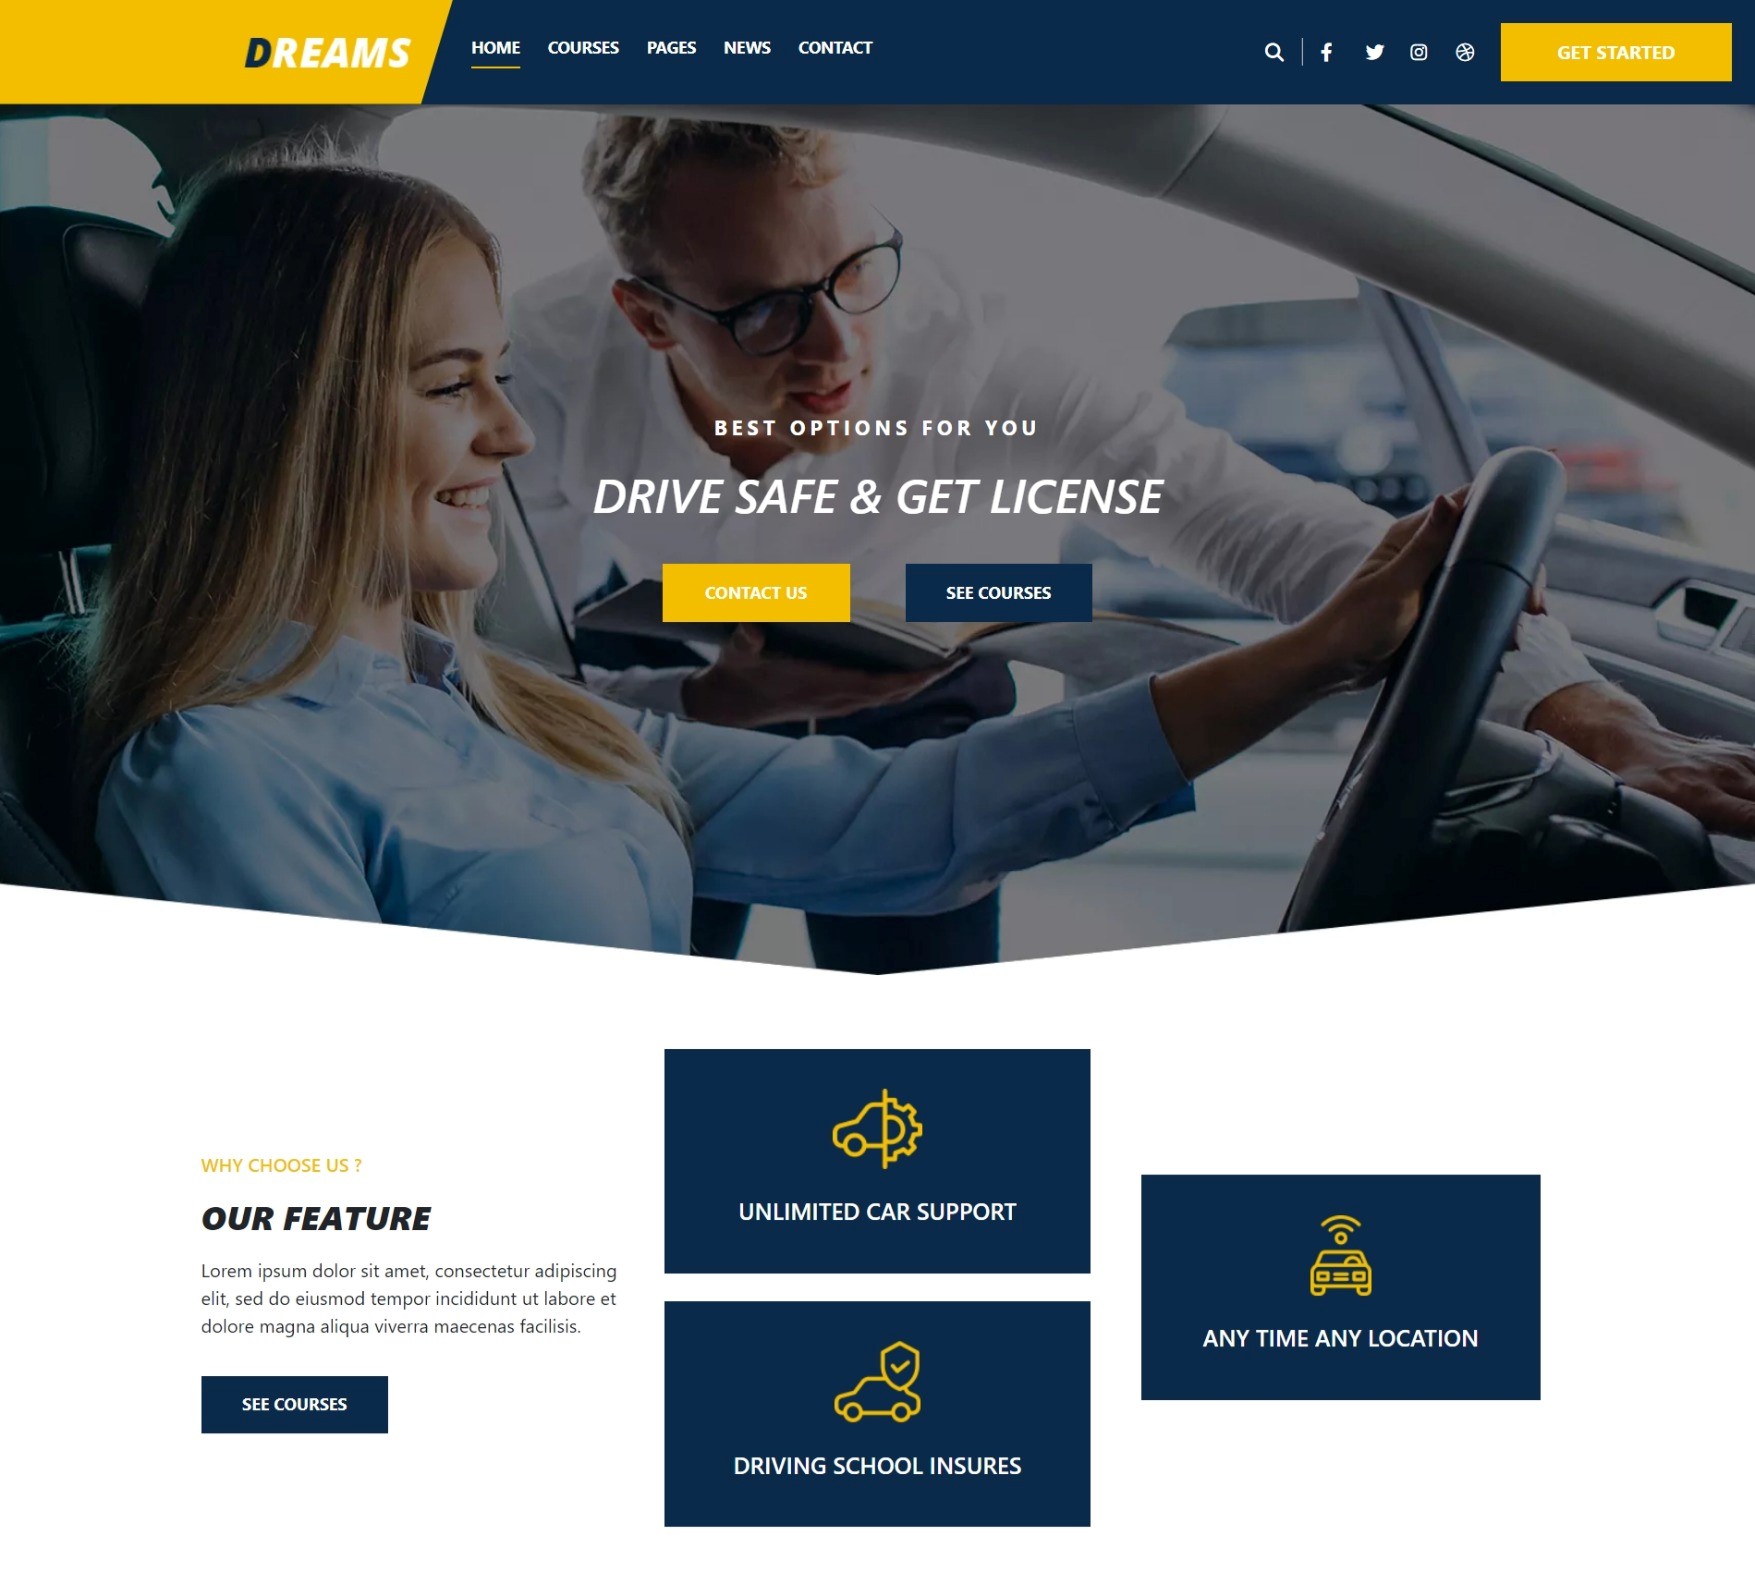 DREAMS
HOME COURSES PAGES NEWS CONTACT
GET STARTED
BEST OPTIONS FOR YOU
DRIVE SAFE & GET LICENSE
CONTACT US
SEE COURSES
WHY CHOOSE US ?
OUR FEATURE
Lorem ipsum dolor sit amet, consectetur adipiscing
elit, sed do eiusmod tempor incididunt ut labore et
dolore magna aliqua viverra maecenas facilisis.
SEE COURSES
UNLIMITED CAR SUPPORT
DRIVING SCHOOL INSURES
ANY TIME ANY LOCATION